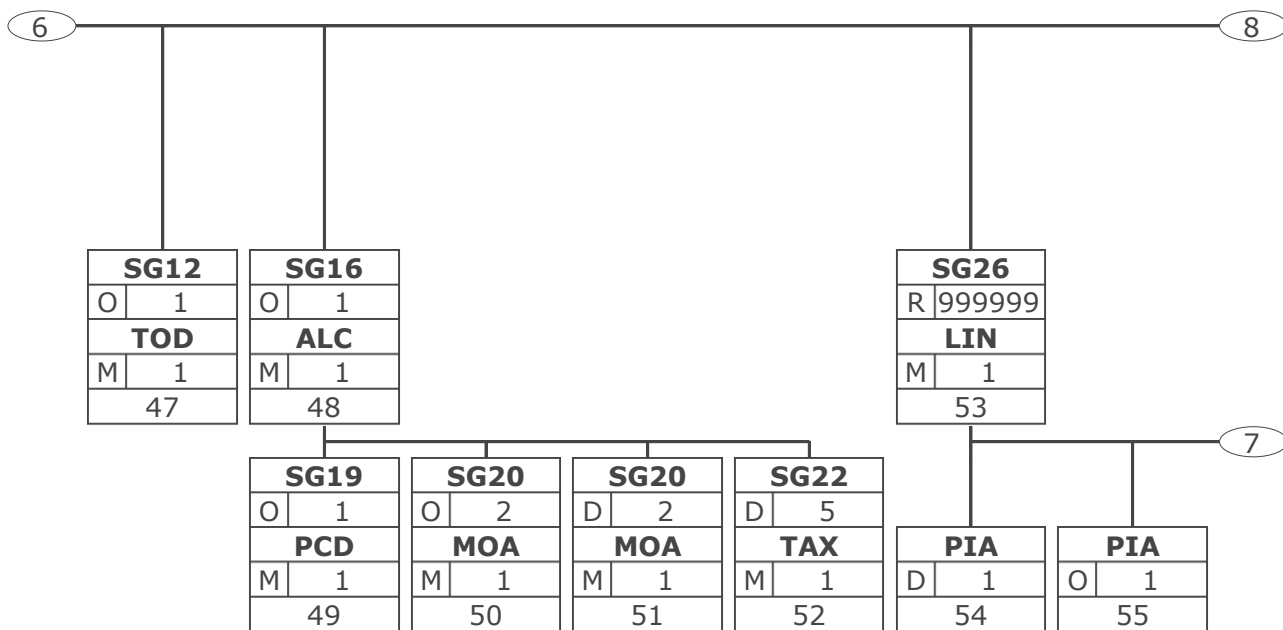 6 8
SG12 SG16 SG26
O 1 O 1 R 999999
TOD ALC LIN
M 1 M 1 M 1
47 48 53
7
SG19 SG20 SG20 SG22
O 1 O 2 D 2 D 5
PCD MOA MOA TAX PIA PIA
M 1 M 1 M 1 M 1 D 1 O 1
49 50 51 52 54 55